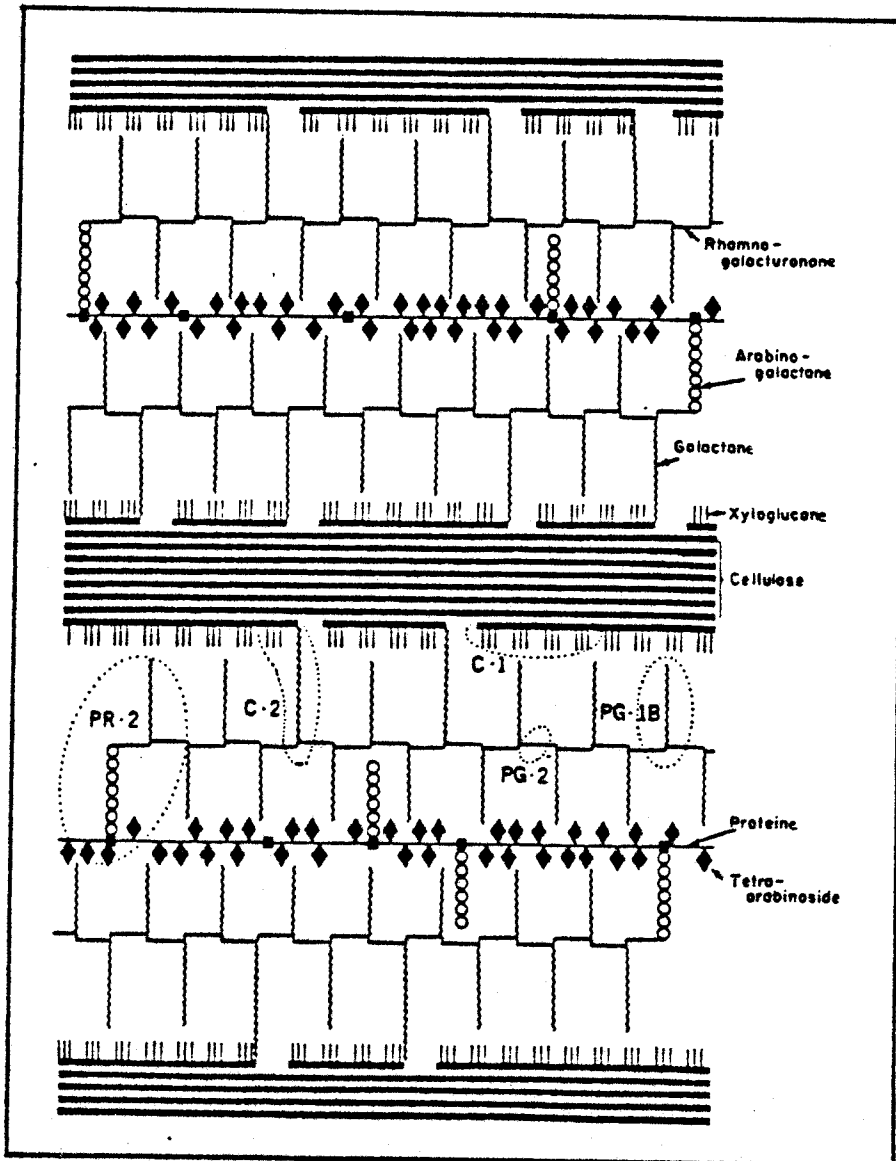 Rhamno-
galacturonane
Arabino-
galactane
Galactane
Xyloglucane
Cellulose
C-1
C-2
PR-2
PG-1B
PG-2
Proteine
Tetra-
arabinoside